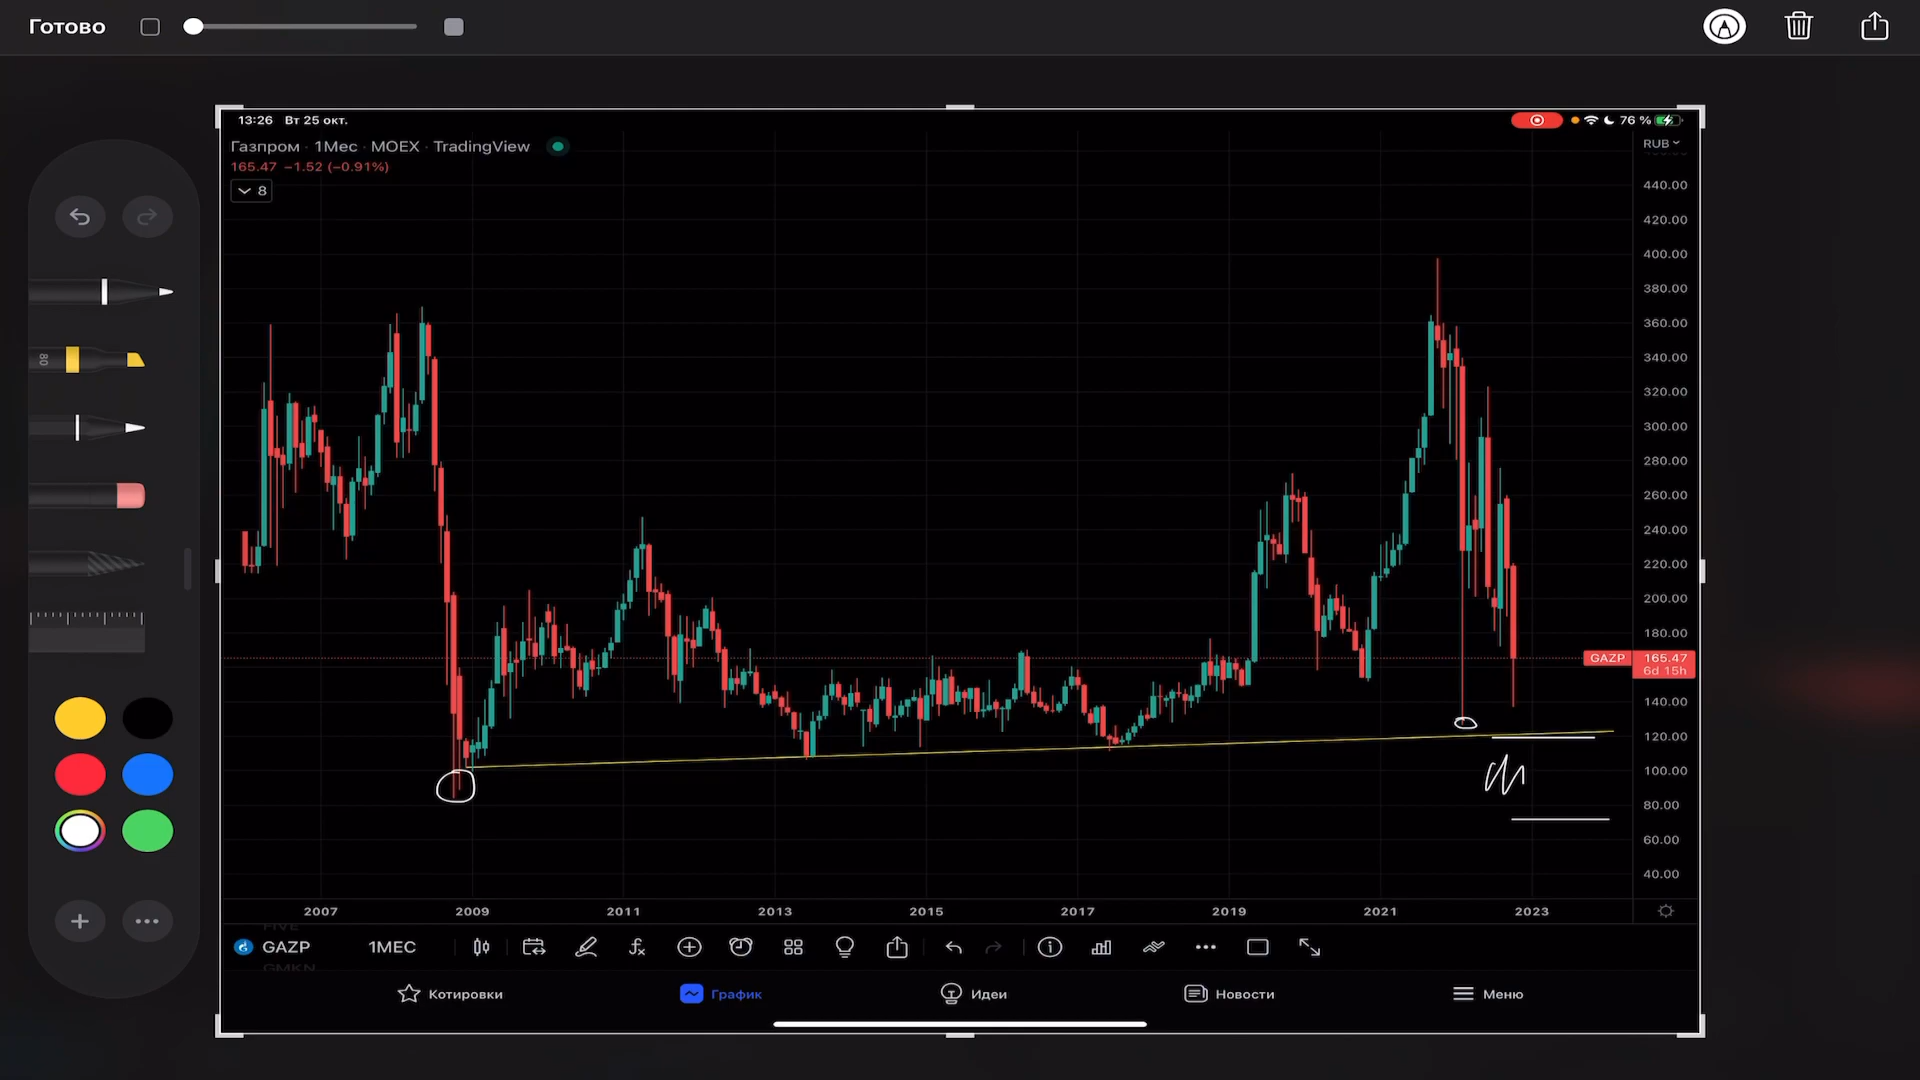 Готово
80
13:26 Вт 25 окт. 76 %
Газпром · 1Мес · MOEX · TradingView
165.47 −1.52 (−0.91%)
8
RUB
440.00
420.00
400.00
380.00
360.00
340.00
320.00
300.00
280.00
260.00
240.00
220.00
200.00
180.00
GAZP 165.47
6d 15h
140.00
120.00
100.00
80.00
60.00
40.00
2007 2009 2011 2013 2015 2017 2019 2021 2023
FIVE
GAZP 1МЕС
GMKN
Котировки График Идеи Новости Меню